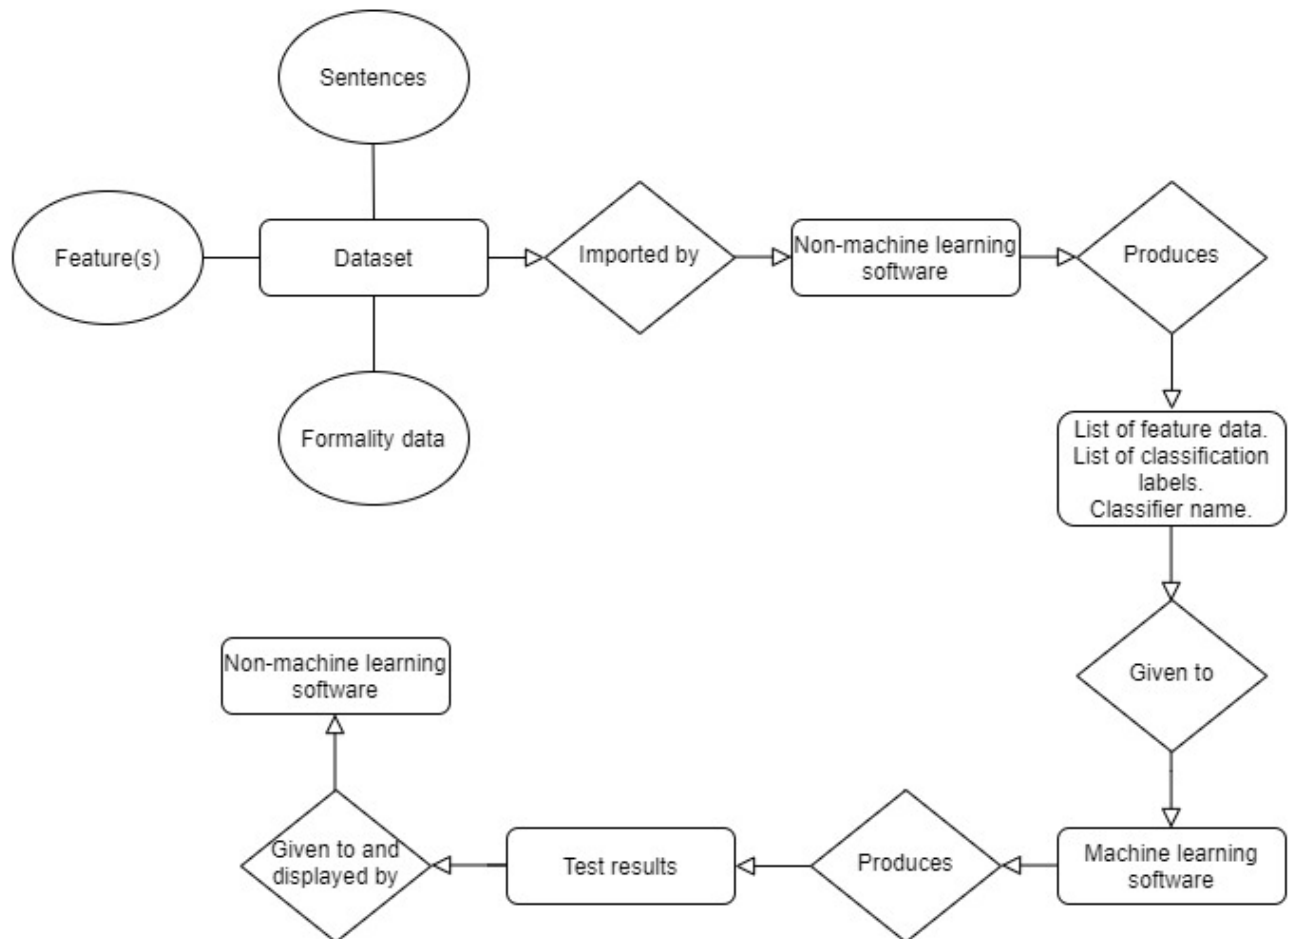 Sentences
Feature(s)
Dataset
Imported by
Non-machine learning
software
Produces
Formality data
List of feature data.
List of classification
labels.
Classifier name.
Given to
Machine learning
software
Produces
Test results
Given to and
displayed by
Non-machine learning
software